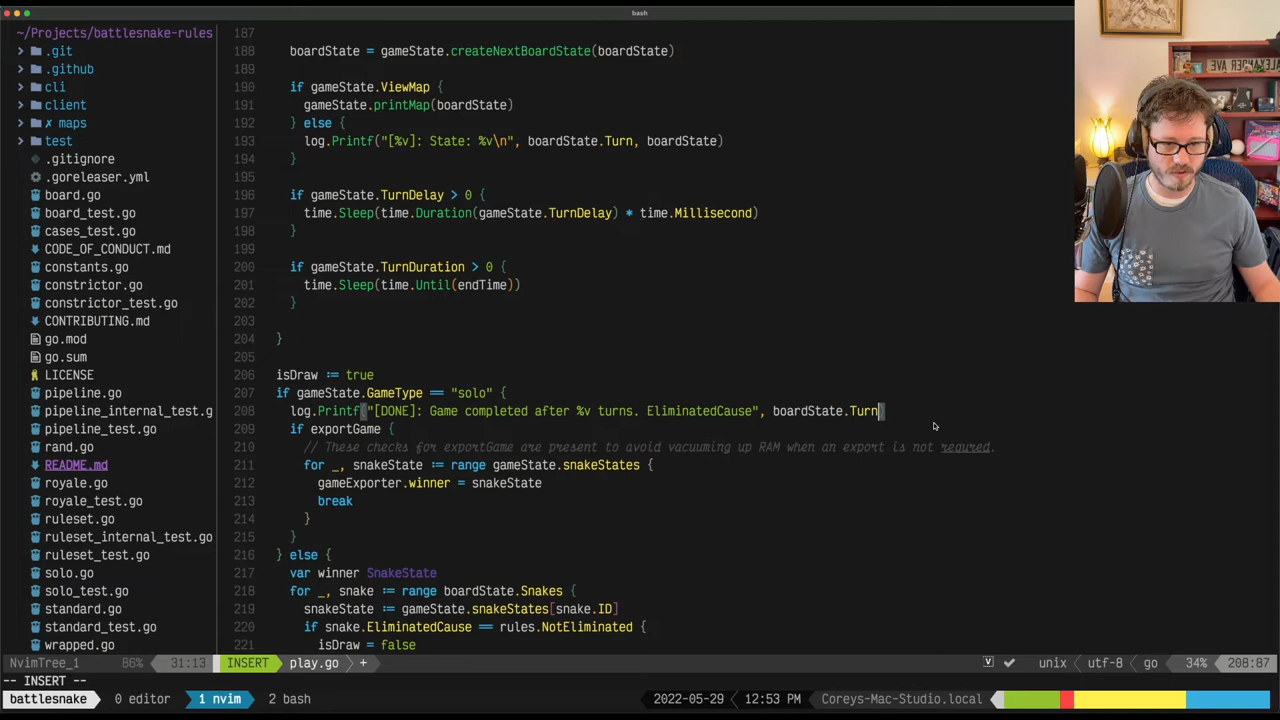 bash
~/Projects/battlesnake-rules
.git
.github
cli
client
✗ maps
test
.gitignore
.goreleaser.yml
board.go
board_test.go
cases_test.go
CODE_OF_CONDUCT.md
constants.go
constrictor.go
constrictor_test.go
CONTRIBUTING.md
go.mod
go.sum
LICENSE
pipeline.go
pipeline_internal_test.g
pipeline_test.go
rand.go
README.md
royale.go
royale_test.go
ruleset.go
ruleset_internal_test.go
ruleset_test.go
solo.go
solo_test.go
standard.go
standard_test.go
wrapped.go
187
188 boardState = gameState.createNextBoardState(boardState)
189
190 if gameState.ViewMap {
191 gameState.printMap(boardState)
192 } else {
193 log.Printf("[%v]: State: %v\n", boardState.Turn, boardState)
194 }
195
196 if gameState.TurnDelay > 0 {
197 time.Sleep(time.Duration(gameState.TurnDelay) * time.Millisecond)
198 }
199
200 if gameState.TurnDuration > 0 {
201 time.Sleep(time.Until(endTime))
202 }
203
204 }
205
206 isDraw := true
207 if gameState.GameType == "solo" {
208 log.Printf("[DONE]: Game completed after %v turns. EliminatedCause", boardState.Turn)
209 if exportGame {
210 // These checks for exportGame are present to avoid vacuuming up RAM when an export is not requred.
211 for _, snakeState := range gameState.snakeStates {
212 gameExporter.winner = snakeState
213 break
214 }
215 }
216 } else {
217 var winner SnakeState
218 for _, snake := range boardState.Snakes {
219 snakeState := gameState.snakeStates[snake.ID]
220 if snake.EliminatedCause == rules.NotEliminated {
221 isDraw = false
NvimTree_1 86% 31:13 INSERT play.go + V ✓ unix utf-8 go 34% 208:87
-- INSERT --
battlesnake 0 editor 1 nvim 2 bash 2022-05-29 12:53 PM Coreys-Mac-Studio.local